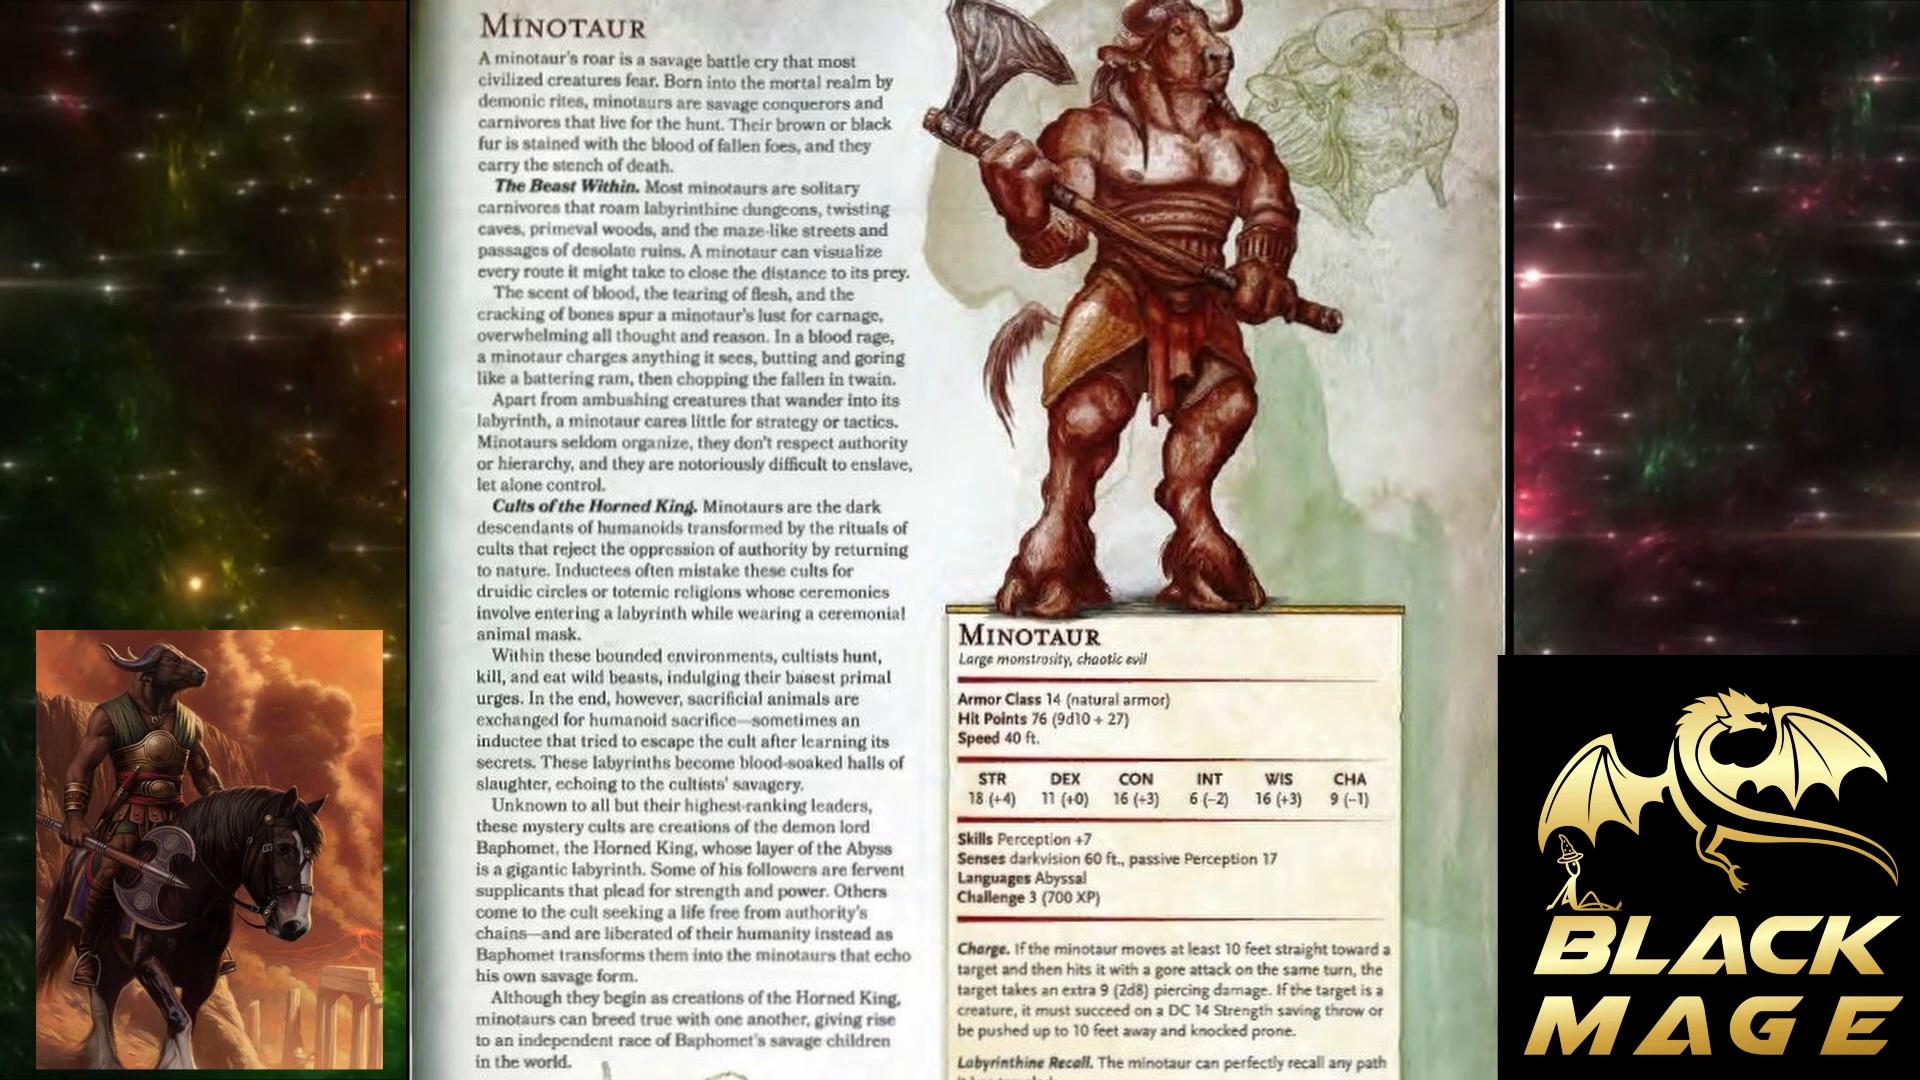 MINOTAUR
A minotaur's roar is a savage battle cry that most
civilized creatures fear. Born into the mortal realm by
demonic rites, minotaurs are savage conquerors and
carnivores that live for the hunt. Their brown or black
fur is stained with the blood of fallen foes, and they
carry the stench of death.
The Beast Within. Most minotaurs are solitary
carnivores that roam labyrinthine dungeons, twisting
caves, primeval woods, and the maze-like streets and
passages of desolate ruins. A minotaur can visualize
every route it might take to close the distance to its prey.
The scent of blood, the tearing of flesh, and the
cracking of bones spur a minotaur's lust for carnage,
overwhelming all thought and reason. In a blood rage,
a minotaur charges anything it sees, butting and goring
like a battering ram, then chopping the fallen in twain.
Apart from ambushing creatures that wander into its
labyrinth, a minotaur cares little for strategy or tactics.
Minotaurs seldom organize, they don't respect authority
or hierarchy, and they are notoriously difficult to enslave,
let alone control.
Cults of the Horned King. Minotaurs are the dark
descendants of humanoids transformed by the rituals of
cults that reject the oppression of authority by returning
to nature. Inductees often mistake these cults for
druidic circles or totemic religions whose ceremonies
involve entering a labyrinth while wearing a ceremonial
animal mask.
Within these bounded environments, cultists hunt,
kill, and eat wild beasts, indulging their basest primal
urges. In the end, however, sacrificial animals are
exchanged for humanoid sacrifice—sometimes an
inductee that tried to escape the cult after learning its
secrets. These labyrinths become blood-soaked halls of
slaughter, echoing to the cultists' savagery.
Unknown to all but their highest-ranking leaders,
these mystery cults are creations of the demon lord
Baphomet, the Horned King, whose layer of the Abyss
is a gigantic labyrinth. Some of his followers are fervent
supplicants that plead for strength and power. Others
come to the cult seeking a life free from authority's
chains—and are liberated of their humanity instead as
Baphomet transforms them into the minotaurs that echo
his own savage form.
Although they begin as creations of the Horned King,
minotaurs can breed true with one another, giving rise
to an independent race of Baphomet's savage children
in the world.
MINOTAUR
Large monstrosity, chaotic evil
Armor Class 14 (natural armor)
Hit Points 76 (9d10 + 27)
Speed 40 ft.
STR DEX CON INT WIS CHA
18 (+4) 11 (+0) 16 (+3) 6 (−2) 16 (+3) 9 (−1)
Skills Perception +7
Senses darkvision 60 ft., passive Perception 17
Languages Abyssal
Challenge 3 (700 XP)
Charge. If the minotaur moves at least 10 feet straight toward a
target and then hits it with a gore attack on the same turn, the
target takes an extra 9 (2d8) piercing damage. If the target is a
creature, it must succeed on a DC 14 Strength saving throw or
be pushed up to 10 feet away and knocked prone.
Labyrinthine Recall. The minotaur can perfectly recall any path
BLACK
MAGE